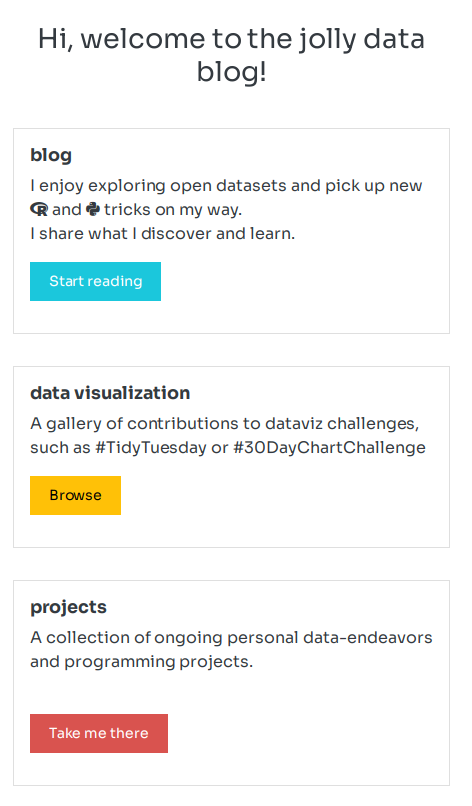 Hi, welcome to the jolly data
blog!
blog
I enjoy exploring open datasets and pick up new
R and tricks on my way.
I share what I discover and learn.
Start reading
data visualization
A gallery of contributions to dataviz challenges,
such as #TidyTuesday or #30DayChartChallenge
Browse
projects
A collection of ongoing personal data-endeavors
and programming projects.
Take me there